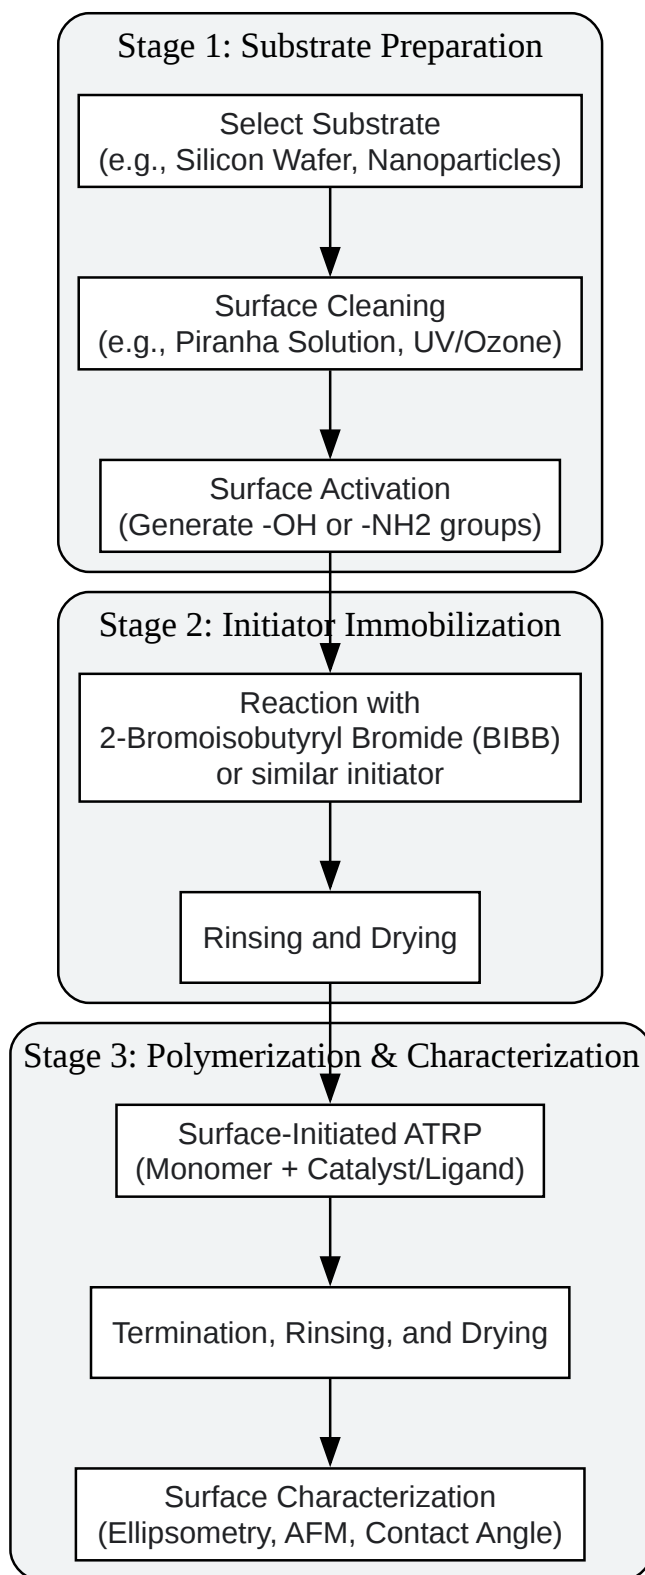 Stage 1: Substrate Preparation
Select Substrate
(e.g., Silicon Wafer, Nanoparticles)
Surface Cleaning
(e.g., Piranha Solution, UV/Ozone)
Surface Activation
(Generate -OH or -NH2 groups)
Stage 2: Initiator Immobilization
Reaction with
2-Bromoisobutyryl Bromide (BIBB)
or similar initiator
Rinsing and Drying
Stage 3: Polymerization & Characterization
Surface-Initiated ATRP
(Monomer + Catalyst/Ligand)
Termination, Rinsing, and Drying
Surface Characterization
(Ellipsometry, AFM, Contact Angle)